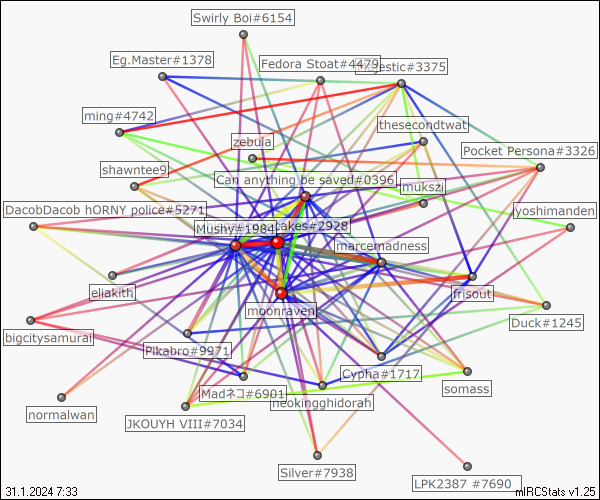 Swirly Boi#6154
Eg.Master#1378
Fedora Stoat#4479
jestic#3375
ming#4742
thesecondtwat
zebula
Pocket Persona#3326
shawntee9
Can anything be saved#0396
mukszi
DacobDacob hORNY police#5271
yoshimanden
Mushy#1984
akes#2928
marcemadness
eliakith
frisout
moonraven
Duck#1245
bigcitysamurai
Pikabro#9971
Cypha#1717
Madネコ#6901
somass
neokingghidorah
normalwan
JKOUYH VIII#7034
Silver#7938
LPK2387 #7690
31.1.2024 7:33
mIRCStats v1.25